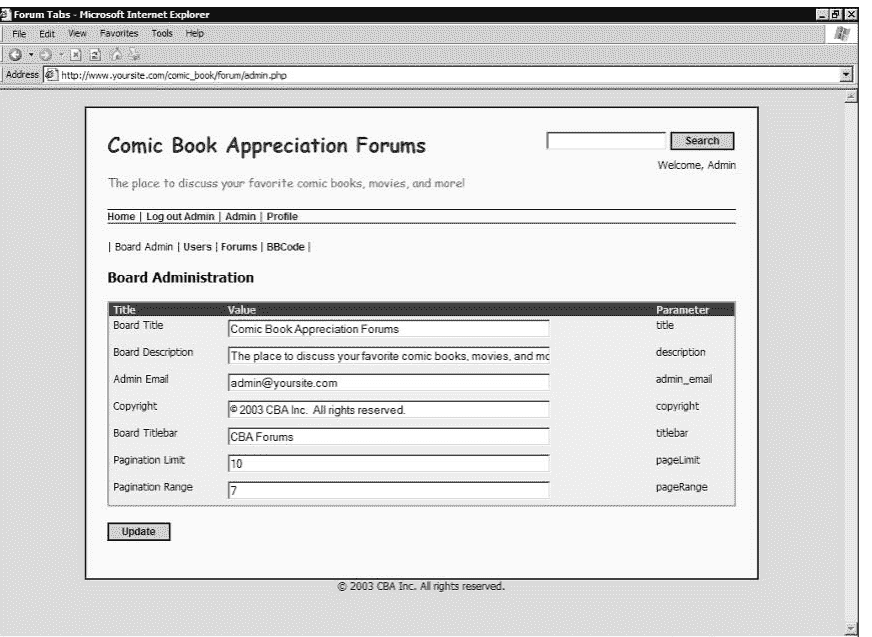 Forum Tabs - Microsoft Internet Explorer
File Edit View Favorites Tools Help
Address http://www.yoursite.com/comic_book/forum/admin.php
Comic Book Appreciation Forums
Search
Welcome, Admin
The place to discuss your favorite comic books, movies, and more!
Home | Log out Admin | Admin | Profile
| Board Admin | Users | Forums | BBCode |
Board Administration
Title Value Parameter
Board Title Comic Book Appreciation Forums title
Board Description The place to discuss your favorite comic books, movies, and mo description
Admin Email admin@yoursite.com admin_email
Copyright © 2003 CBA Inc. All rights reserved. copyright
Board Titlebar CBA Forums titlebar
Pagination Limit 10 pageLimit
Pagination Range 7 pageRange
Update
© 2003 CBA Inc. All rights reserved.